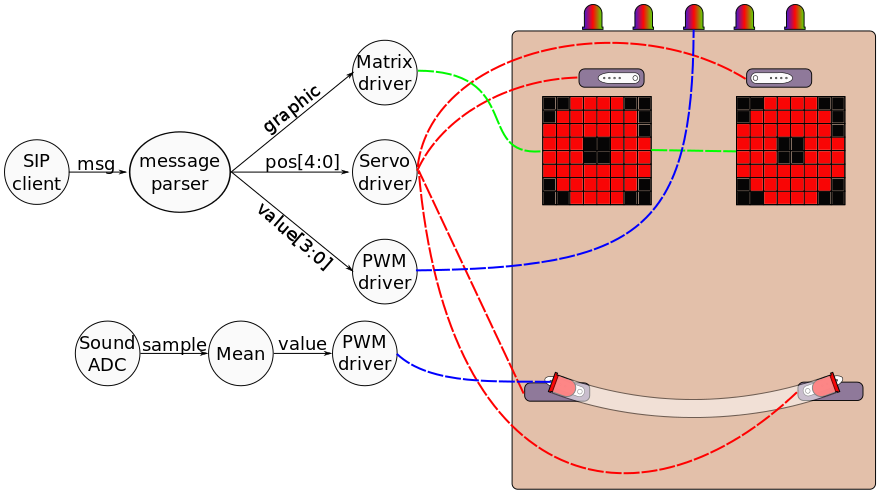 Matrix
driver
graphic
SIP
client
msg
message
parser
pos[4:0]
Servo
driver
value[3:0]
PWM
driver
Sound
ADC
sample
Mean
value
PWM
driver